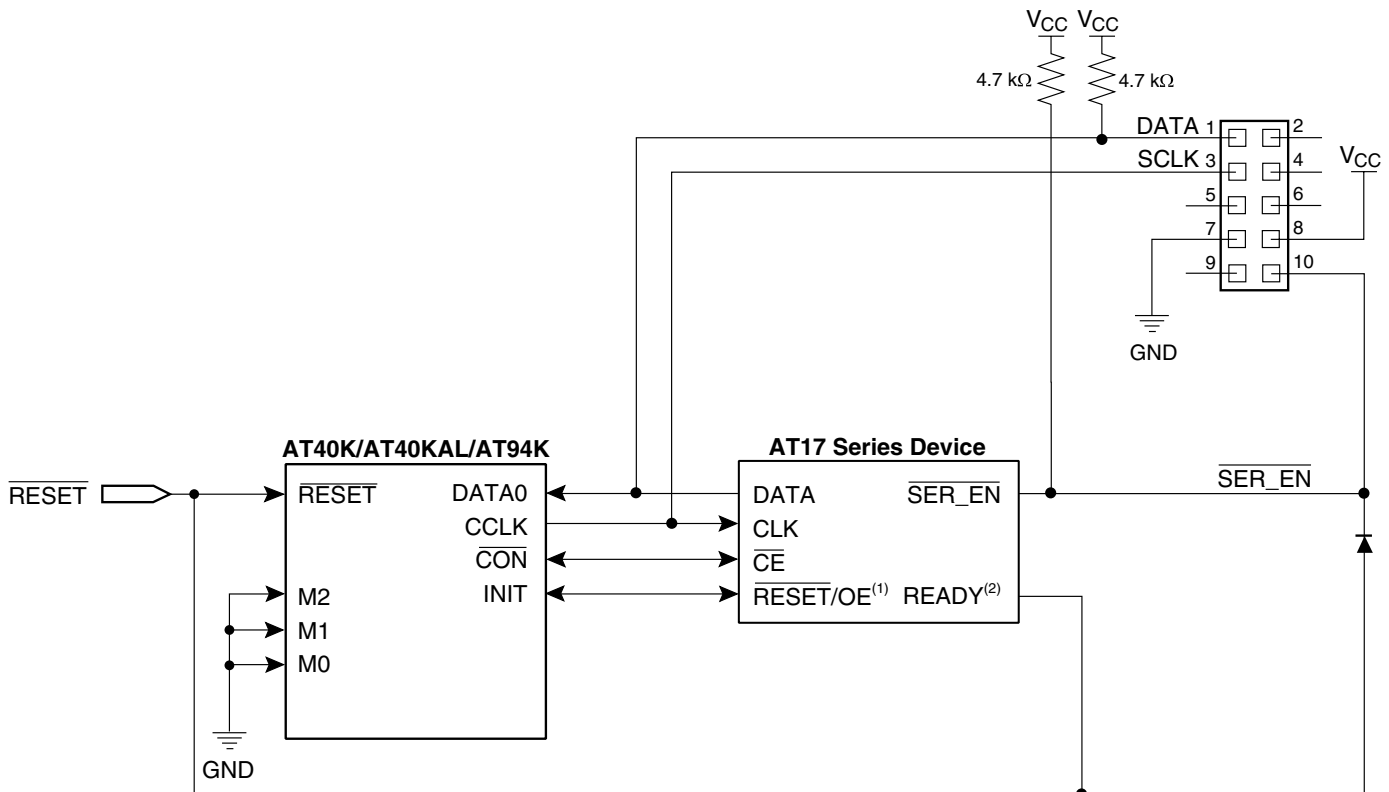 VCC VCC
4.7 kΩ 4.7 kΩ
DATA 1 2
SCLK 3 4 VCC
5 6
7 8
9 10
GND
AT40K/AT40KAL/AT94K AT17 Series Device
RESET RESET DATA0 DATA SER_EN SER_EN
CCLK CLK
CON CE
M2 INIT RESET/OE(1) READY(2)
M1
M0
GND